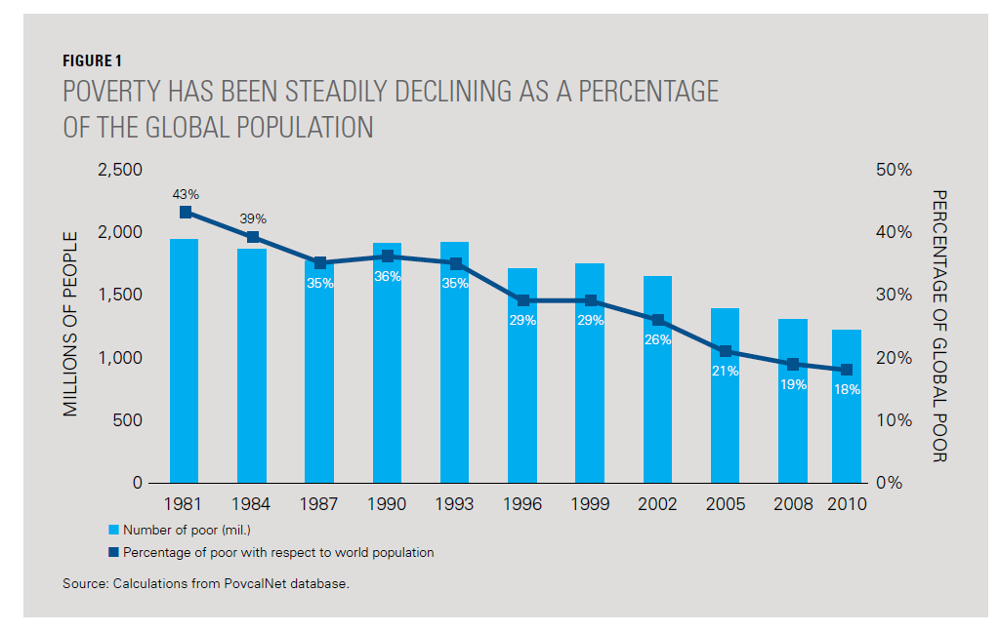 FIGURE 1
POVERTY HAS BEEN STEADILY DECLINING AS A PERCENTAGE
OF THE GLOBAL POPULATION
MILLIONS OF PEOPLE
2,500
2,000
1,500
1,000
500
0
43%
39%
35%
36%
35%
29%
29%
26%
21%
19%
18%
50%
40%
30%
20%
10%
0%
PERCENTAGE OF GLOBAL POOR
1981 1984 1987 1990 1993 1996 1999 2002 2005 2008 2010
Number of poor (mil.)
Percentage of poor with respect to world population
Source: Calculations from PovcalNet database.